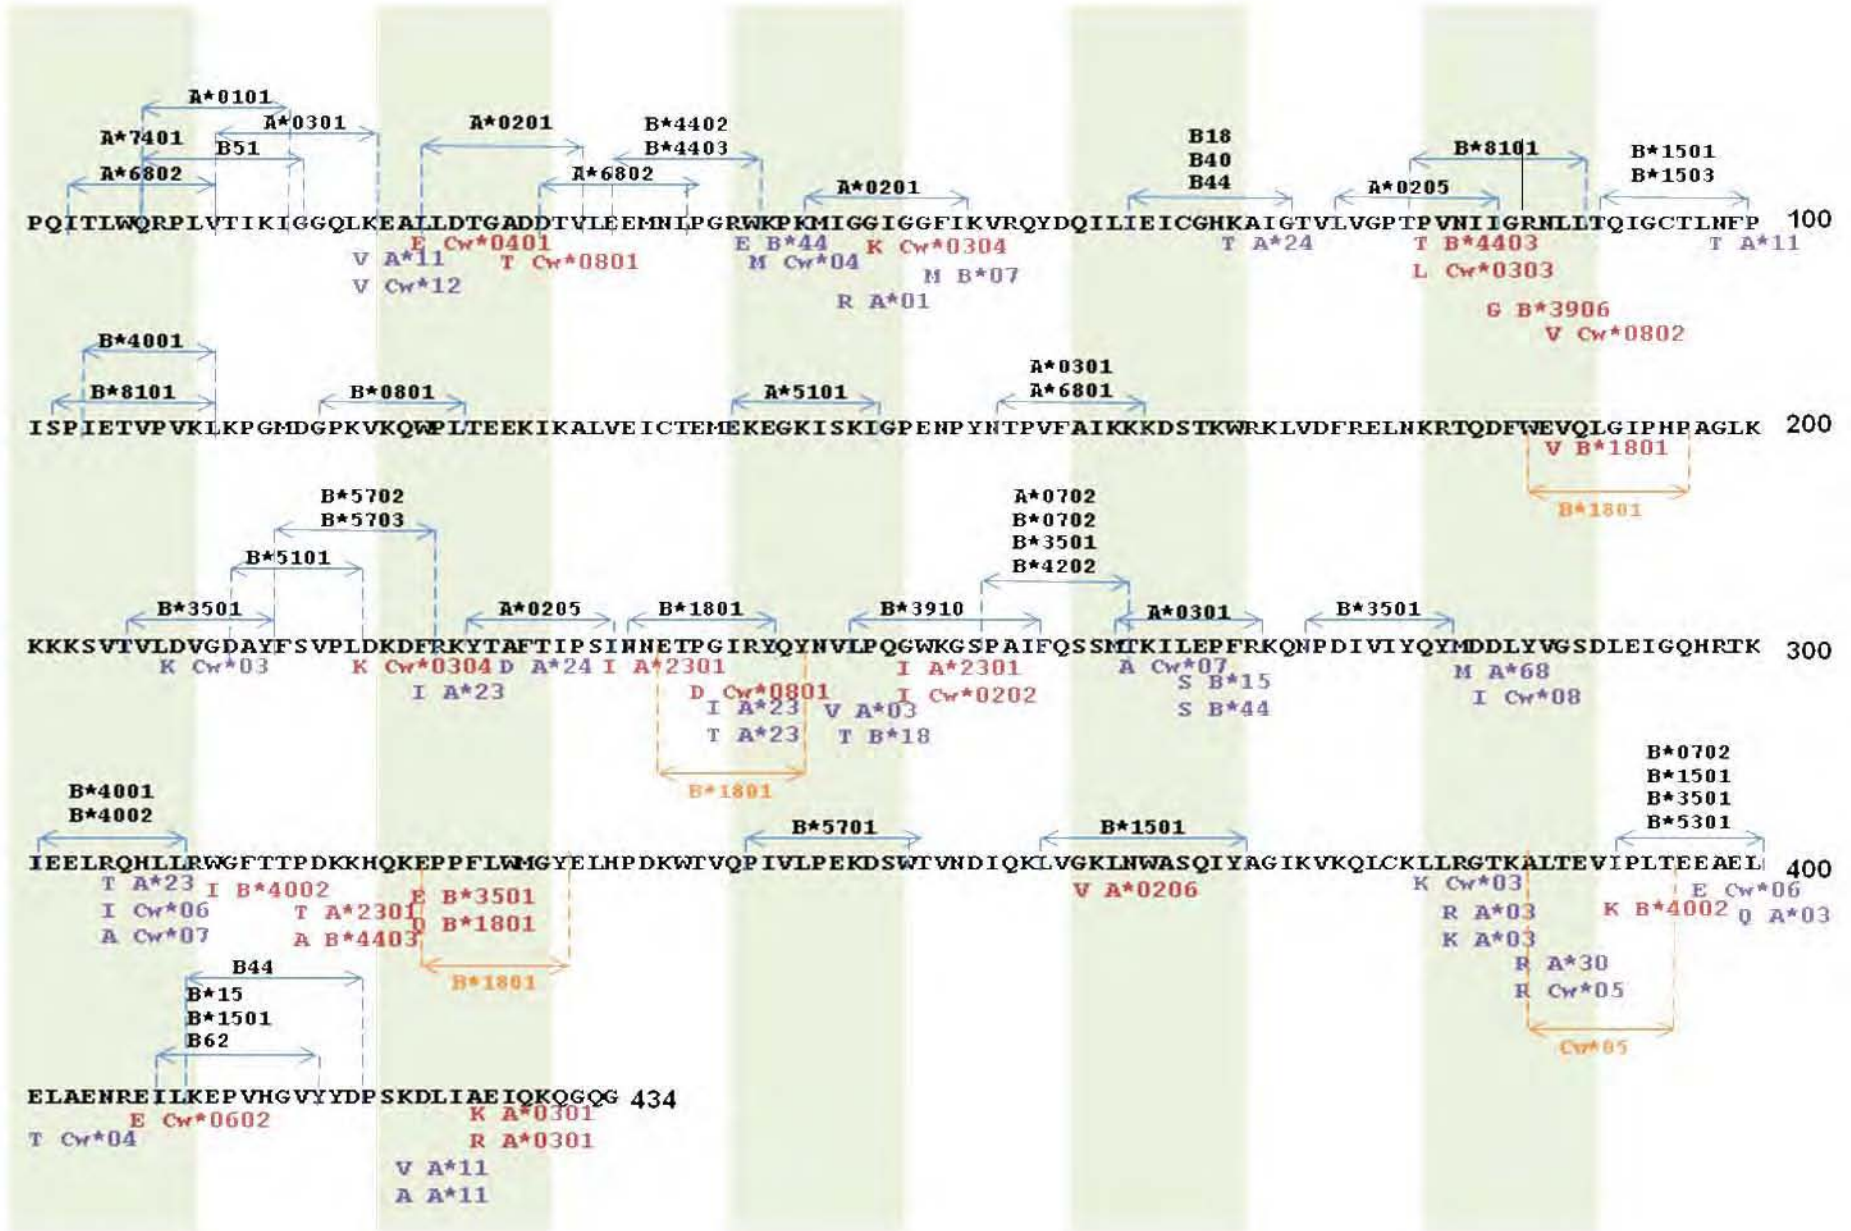 A*0101
A*7401 A*0301 A*0201 B*4402 B18
B51 B*4403 B40 B*8101 B*1501
A*6802 A*6802 A*0201 B44 A*0205 B*1503
PQITLWQRPLVTIKIGGQLKEALLDTGADDTVLEEMNLPGRWKPKMIGGIGGFIKVRQYDQILIEICGHKAIGTVLVGPTPVNIIGRNLLTQIGCTLNFP 100
E Cw*0401 E B*44 K Cw*0304 T A*24 T B*4403 T A*11
V A*11 T Cw*0801 M Cw*04 L Cw*0303
V Cw*12 M B*07
R A*01 G B*3906
V Cw*0802
B*4001
A*0301
B*8101 B*0801 A*5101 A*6801
ISPIETVPVKLKPGMDGPKVKQWPLTEEKIKALVEICTEMEKEGKISKIGPENPYNTPVFAIKKKDSTKWRKLVDFRELNKRTQDFWEVQLGIPHPAGLK 200
V B*1801
B*1801
B*5702 A*0702
B*5703 B*0702
B*3501
B*5101 B*4202
B*3501 A*0205 B*1801 B*3910 A*0301 B*3501
KKKSVTVLDVGDAYFSVPLDKDFRKYTAFTIPSINNETPGIRYQYNVLPQGWKGSPAIFQSSMTKILEPFRKQNPDIVIYQYMDDLYVGSDLEIGQHRTK 300
K Cw*03 K Cw*0304 D A*24 I A*2301 I A*2301 A Cw*07 M A*68
I A*23 D Cw*0801 I Cw*0202 S B*15 I Cw*08
I A*23 V A*03 S B*44
T A*23 T B*18
B*1801
B*0702
B*4001 B*1501
B*4002 B*3501
B*5701 B*1501 B*5301
IEELRQHLLRWGFTTPDKKHQKEPPFLWMGYELHPDKWTVQPIVLPEKDSWTVNDIQKLVGKLNWASQIYAGIKVKQLCKLLRGTKALTEVIPLTEEAEL 400
T A*23 I B*4002 E B*3501 V A*0206 K Cw*03 E Cw*06
I Cw*06 T A*2301 Q B*1801 R A*03 K B*4002 Q A*03
A Cw*07 A B*4403 K A*03
B44 B*1801 R A*30
B*15 R Cw*05
B*1501
B62 Cw*05
ELAENREILKEPVHGVYYDPSKDLIAEIQKQGQG 434
E Cw*0602 K A*0301
T Cw*04 R A*0301
V A*11
A A*11